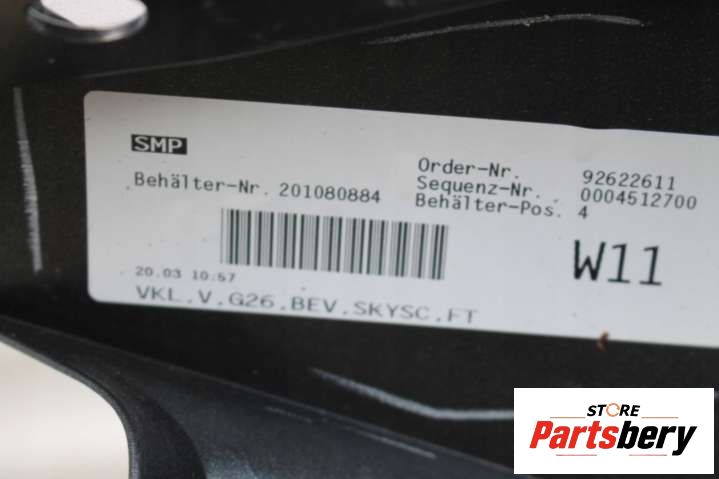 SMP
Order-Nr. 92622611
Behälter-Nr. 201080884 Sequenz-Nr. 0004512700
Behälter-Pos. 4
W11
20.03 10:57
VKL.V.G26.BEV.SKYSC.FT
STORE
Partsbery